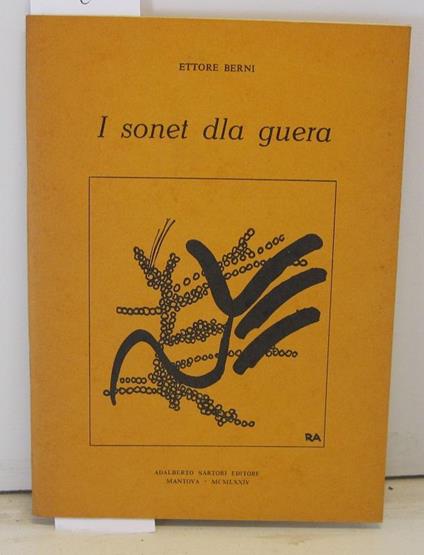 ETTORE BERNI
I sonet dla guera
RA
ADALBERTO SARTORI EDITORE
MANTOVA - MCMLXXIV